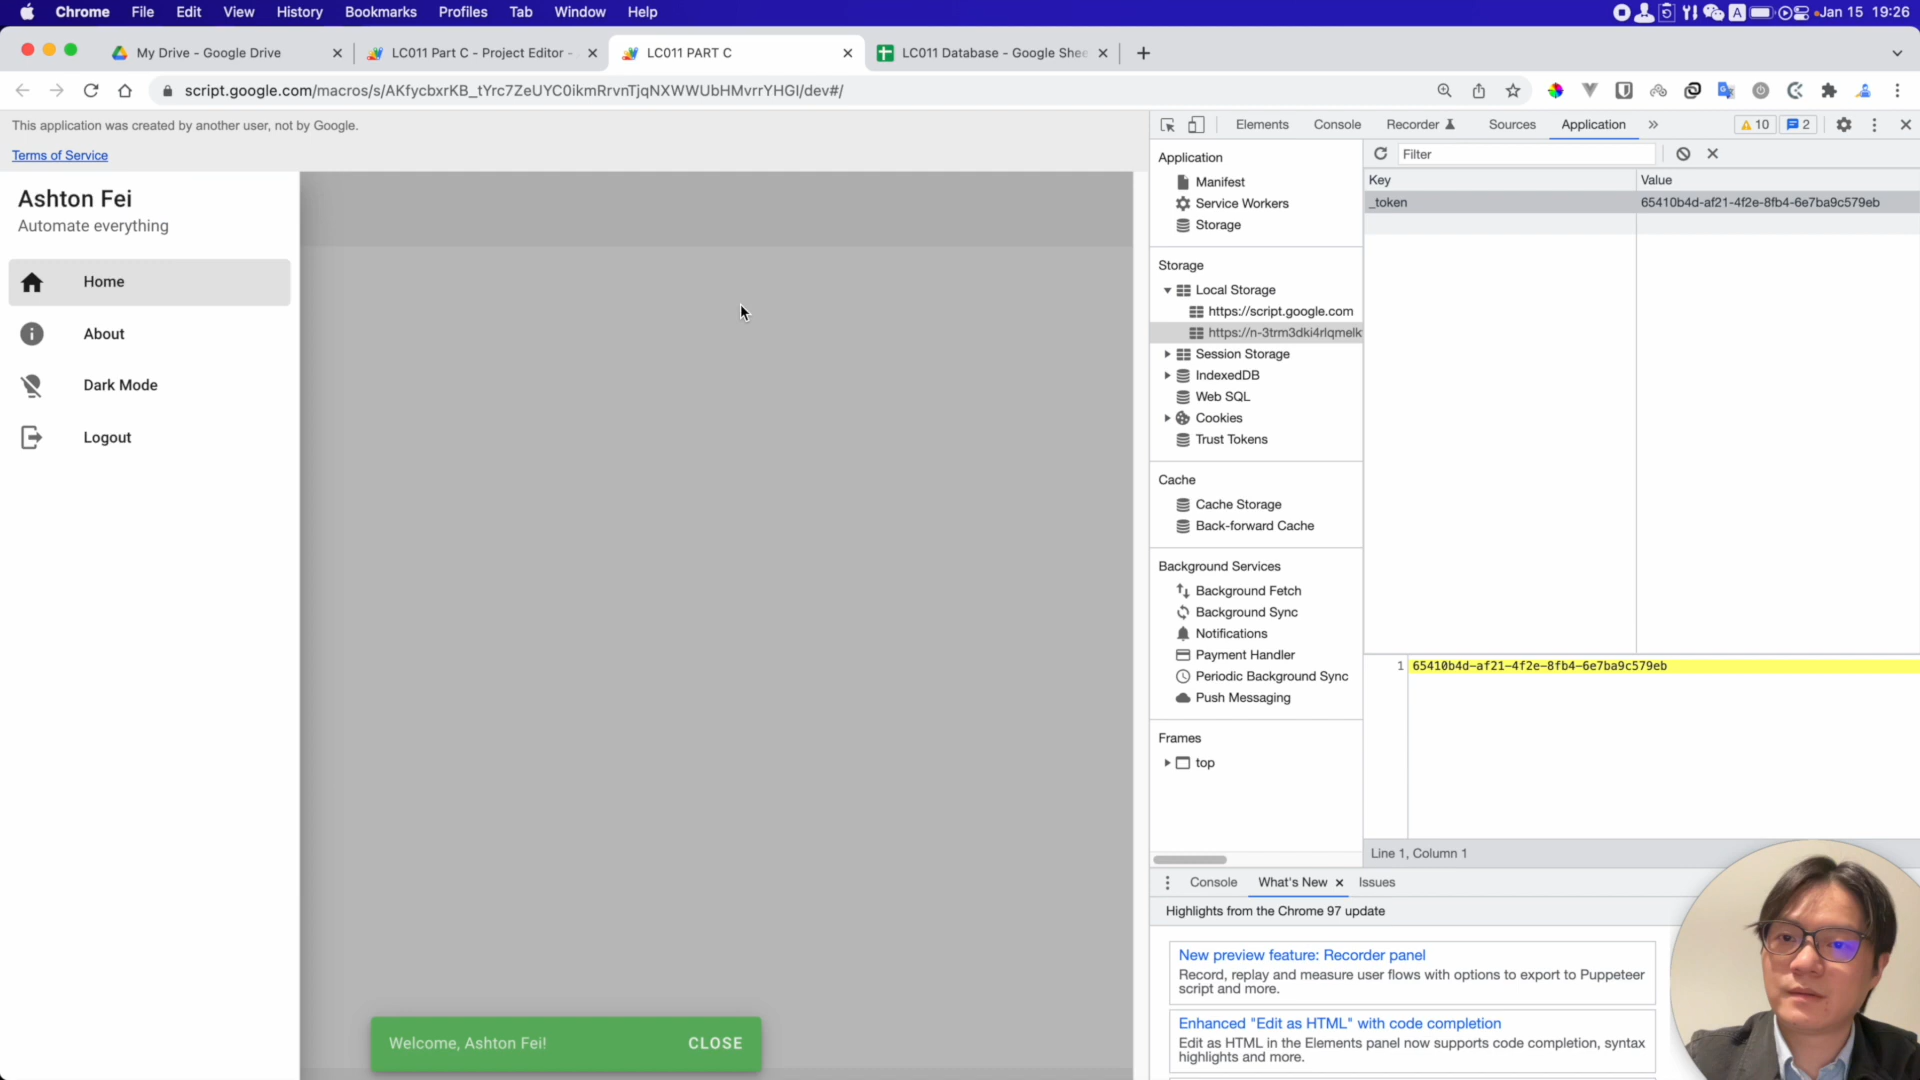 Chrome File Edit View History Bookmarks Profiles Tab Window Help
A Jan 15 19:26
My Drive - Google Drive
LC011 Part C - Project Editor -
LC011 PART C
LC011 Database - Google Shee
script.google.com/macros/s/AKfycbxrKB_tYrc7ZeUYC0ikmRrvnTjqNXWWUbHMvrrYHGI/dev#/
This application was created by another user, not by Google.
Terms of Service
Ashton Fei
Automate everything
Home
About
Dark Mode
Logout
Welcome, Ashton Fei! CLOSE
Elements Console Recorder Sources Application 10 2
Application
Manifest
Service Workers
Storage
Storage
Local Storage
https://script.google.com
https://n-3trm3dki4rlqmelk
Session Storage
IndexedDB
Web SQL
Cookies
Trust Tokens
Cache
Cache Storage
Back-forward Cache
Background Services
Background Fetch
Background Sync
Notifications
Payment Handler
Periodic Background Sync
Push Messaging
Frames
top
Filter
Key Value
_token 65410b4d-af21-4f2e-8fb4-6e7ba9c579eb
1 65410b4d-af21-4f2e-8fb4-6e7ba9c579eb
Line 1, Column 1
Console What's New Issues
Highlights from the Chrome 97 update
New preview feature: Recorder panel
Record, replay and measure user flows with options to export to Puppeteer
script and more.
Enhanced "Edit as HTML" with code completion
Edit as HTML in the Elements panel now supports code completion, syntax
highlights and more.